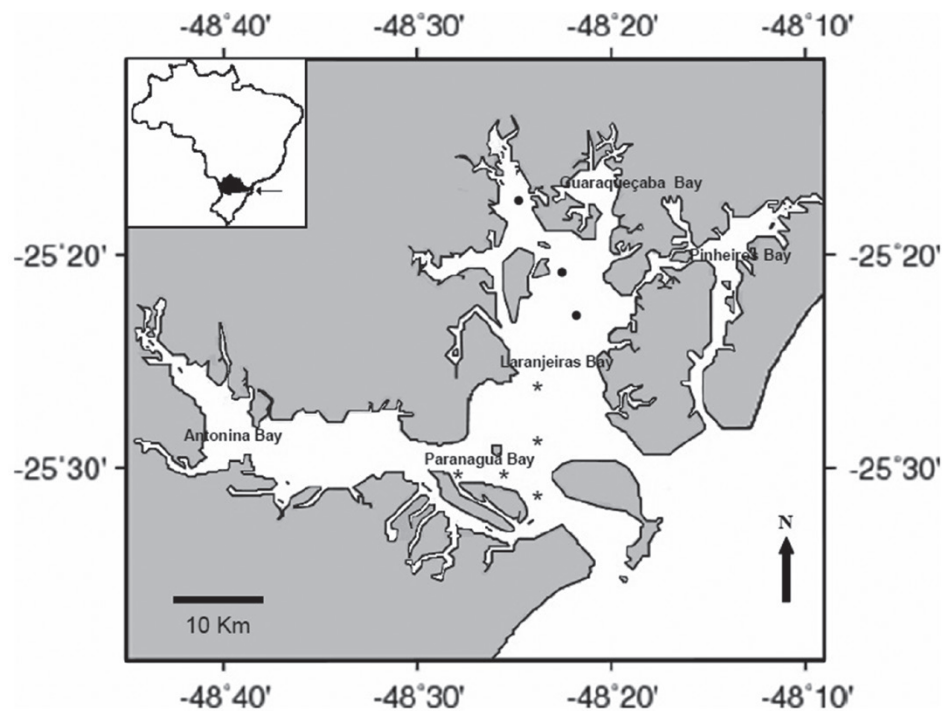 -48°40' -48°30' -48°20' -48°10'
Guaraqueçaba Bay
-25°20' Pinheiros Bay -25°20'
Laranjeiras Bay
Antonina Bay
Paranaguá Bay
-25°30' -25°30'
N
10 Km
-48°40' -48°30' -48°20' -48°10'